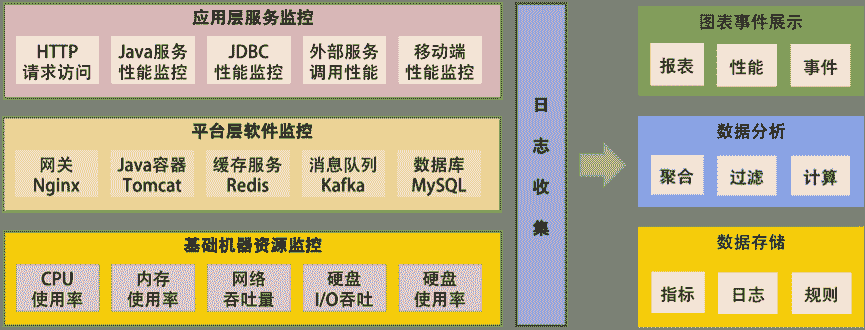 应用层服务监控
HTTP
请求访问
Java服务
性能监控
JDBC
性能监控
外部服务
调用性能
移动端
性能监控
平台层软件监控
网关
Nginx
Java容器
Tomcat
缓存服务
Redis
消息队列
Kafka
数据库
MySQL
基础机器资源监控
CPU
使用率
内存
使用率
网络
吞吐量
硬盘
I/O吞吐
硬盘
使用率
日
志
收
集
图表事件展示
报表
性能
事件
数据分析
聚合
过滤
计算
数据存储
指标
日志
规则